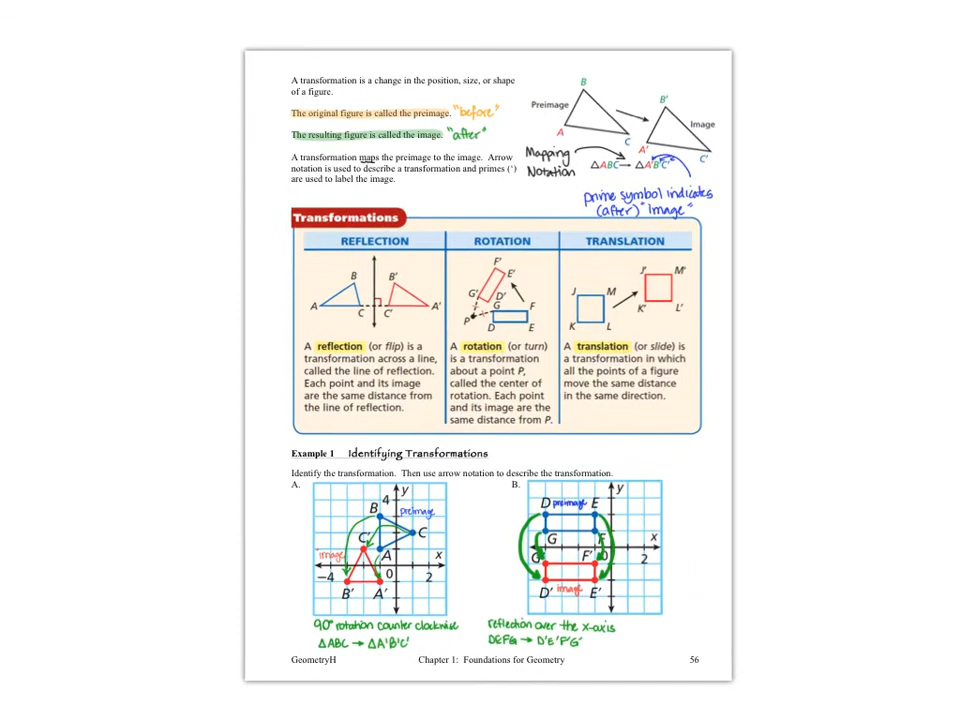 A transformation is a change in the position, size, or shape
of a figure.
The original figure is called the preimage. "before"
The resulting figure is called the image. "after"
A transformation maps the preimage to the image. Arrow
notation is used to describe a transformation and primes (')
are used to label the image.
B
Preimage
A
C
B'
Image
A'
C'
Mapping
Notation
△ABC → △A'B'C'
prime symbol indicates
(after) "image"
Transformations
REFLECTION
ROTATION
TRANSLATION
B B'
A C C' A'
F'
E'
G' D'
G F
P
D E
J' M'
J M
K' L'
K L
A reflection (or flip) is a
transformation across a line,
called the line of reflection.
Each point and its image
are the same distance from
the line of reflection.
A rotation (or turn)
is a transformation
about a point P,
called the center of
rotation. Each point
and its image are the
same distance from P.
A translation (or slide) is
a transformation in which
all the points of a figure
move the same distance
in the same direction.
Example 1 Identifying Transformations
Identify the transformation. Then use arrow notation to describe the transformation.
A.
4 y
B preimage
C' C
image A x
-4 0 2
B' A'
90° rotation counter clockwise
△ABC → △A'B'C'
B.
y
D preimage E
G F x
G' F' 0 2
D' image E'
reflection over the x-axis
DEFG → D'E'F'G'
GeometryH
Chapter 1: Foundations for Geometry
56